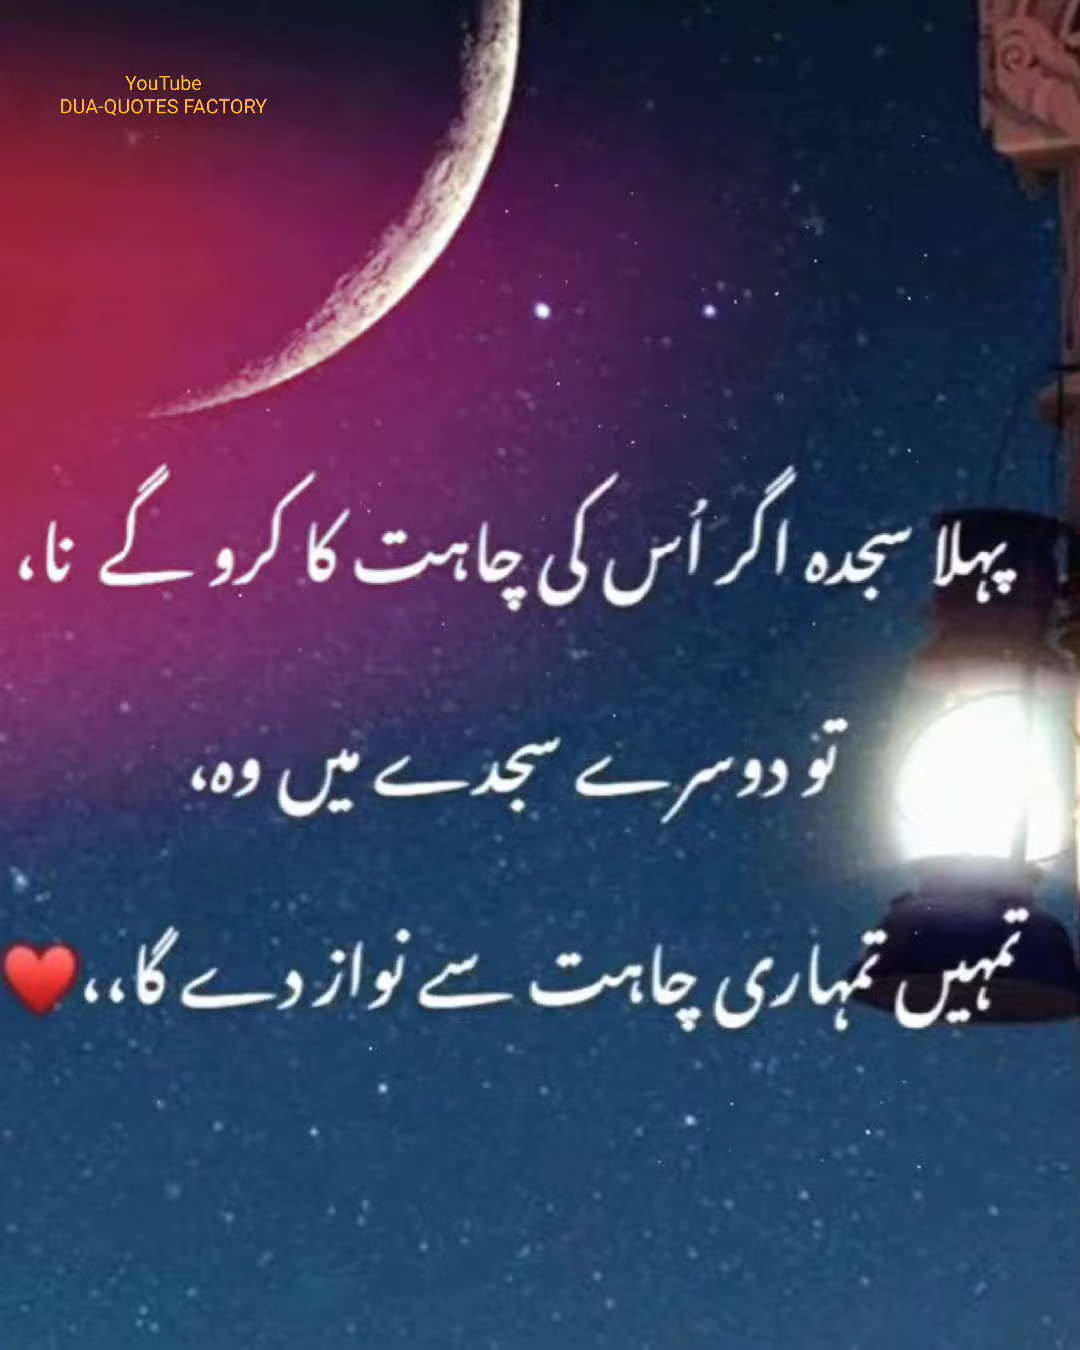 YouTube
DUA-QUOTES FACTORY
پہلا سجدہ اگر اُس کی چاہت کا کرو گے نا،
تو دوسرے سجدے میں وہ،
تمہیں تمہاری چاہت سے نواز دے گا،،❤️